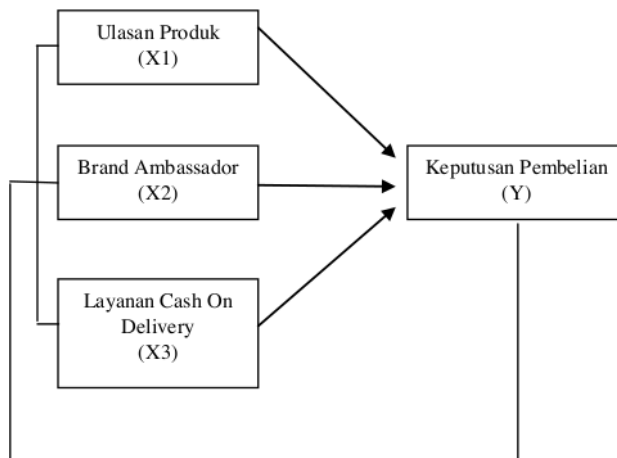 Ulasan Produk
(X1)
Brand Ambassador
(X2)
Keputusan Pembelian
(Y)
Layanan Cash On
Delivery
(X3)